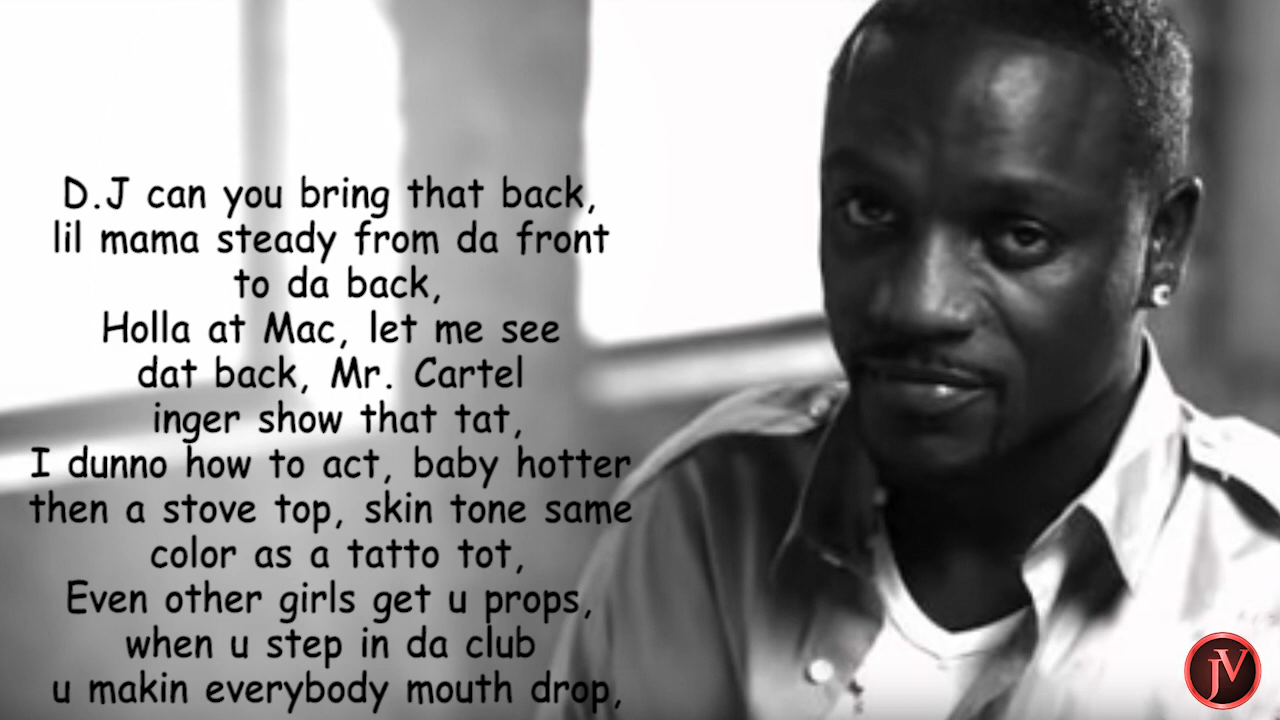 D.J can you bring that back,
lil mama steady from da front
to da back,
Holla at Mac, let me see
dat back, Mr. Cartel
inger show that tat,
I dunno how to act, baby hotter
then a stove top, skin tone same
color as a tatto tot,
Even other girls get u props,
when u step in da club
u makin everybody mouth drop,
JV